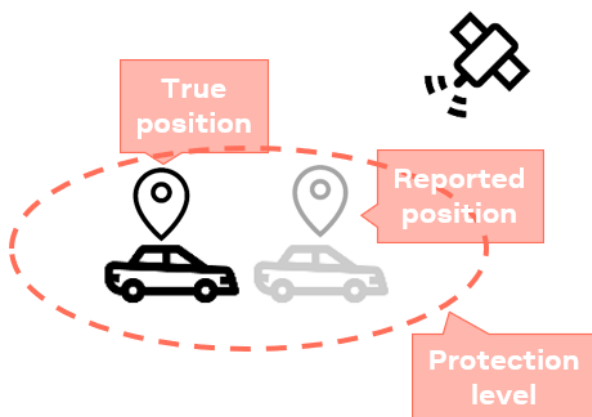 True
position
Reported
position
Protection
level